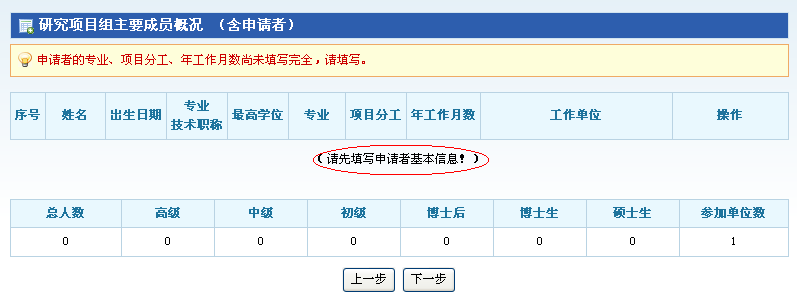 研究项目组主要成员概况 （含申请者）
申请者的专业、项目分工、年工作月数尚未填写完全，请填写。
序号 姓名 出生日期 专业技术职称 最高学位 专业 项目分工 年工作月数 工作单位 操作
（请先填写申请者基本信息！）
总人数 高级 中级 初级 博士后 博士生 硕士生 参加单位数
0 0 0 0 0 0 0 1
上一步 下一步